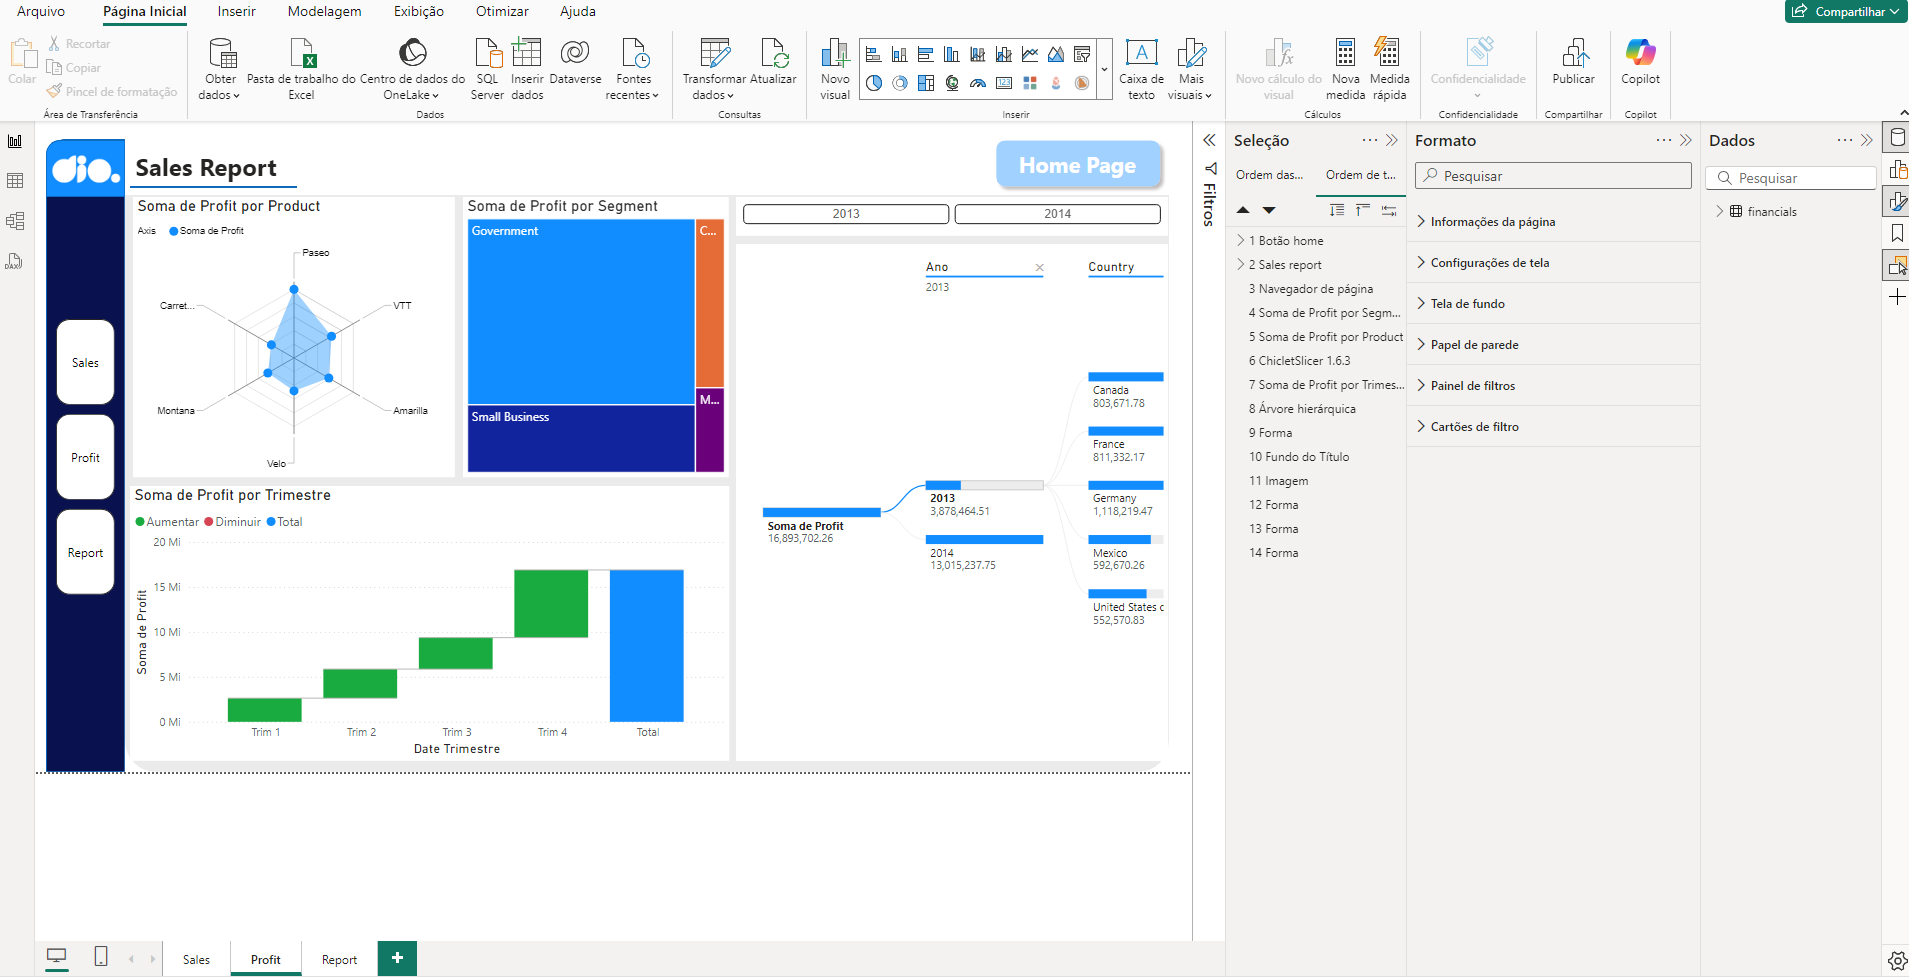 Arquivo
Página Inicial
Inserir
Modelagem
Exibição
Otimizar
Ajuda
Compartilhar
Colar
Recortar
Copiar
Pincel de formatação
Área de Transferência
Obter
dados
Pasta de trabalho do
Excel
Centro de dados do
OneLake
SQL
Server
Inserir
dados
Dataverse
Fontes
recentes
Dados
Transformar
dados
Atualizar
Consultas
Novo
visual
Caixa de
texto
Mais
visuais
Inserir
Novo cálculo do
visual
Nova
medida
Medida
rápida
Cálculos
Confidencialidade
Confidencialidade
Publicar
Compartilhar
Copilot
Copilot
dio.
Sales Report
Home Page
Sales
Profit
Report
Soma de Profit por Product
Axis
Soma de Profit
Paseo
VTT
Amarilla
Velo
Montana
Carret...
Soma de Profit por Segment
Government
C...
Small Business
M...
2013
2014
Ano
2013
Country
Soma de Profit
16,893,702.26
2013
3,878,464.51
2014
13,015,237.75
Canada
803,671.78
France
811,332.17
Germany
1,118,219.47
Mexico
592,670.26
United States o
552,570.83
Soma de Profit por Trimestre
Aumentar
Diminuir
Total
Soma de Profit
20 Mi
15 Mi
10 Mi
5 Mi
0 Mi
Trim 1
Trim 2
Trim 3
Trim 4
Total
Date Trimestre
Filtros
Seleção
Ordem das...
Ordem de t...
1 Botão home
2 Sales report
3 Navegador de página
4 Soma de Profit por Segm...
5 Soma de Profit por Product
6 ChicletSlicer 1.6.3
7 Soma de Profit por Trimes...
8 Árvore hierárquica
9 Forma
10 Fundo do Título
11 Imagem
12 Forma
13 Forma
14 Forma
Formato
Pesquisar
Informações da página
Configurações de tela
Tela de fundo
Papel de parede
Painel de filtros
Cartões de filtro
Dados
Pesquisar
financials
Sales
Profit
Report